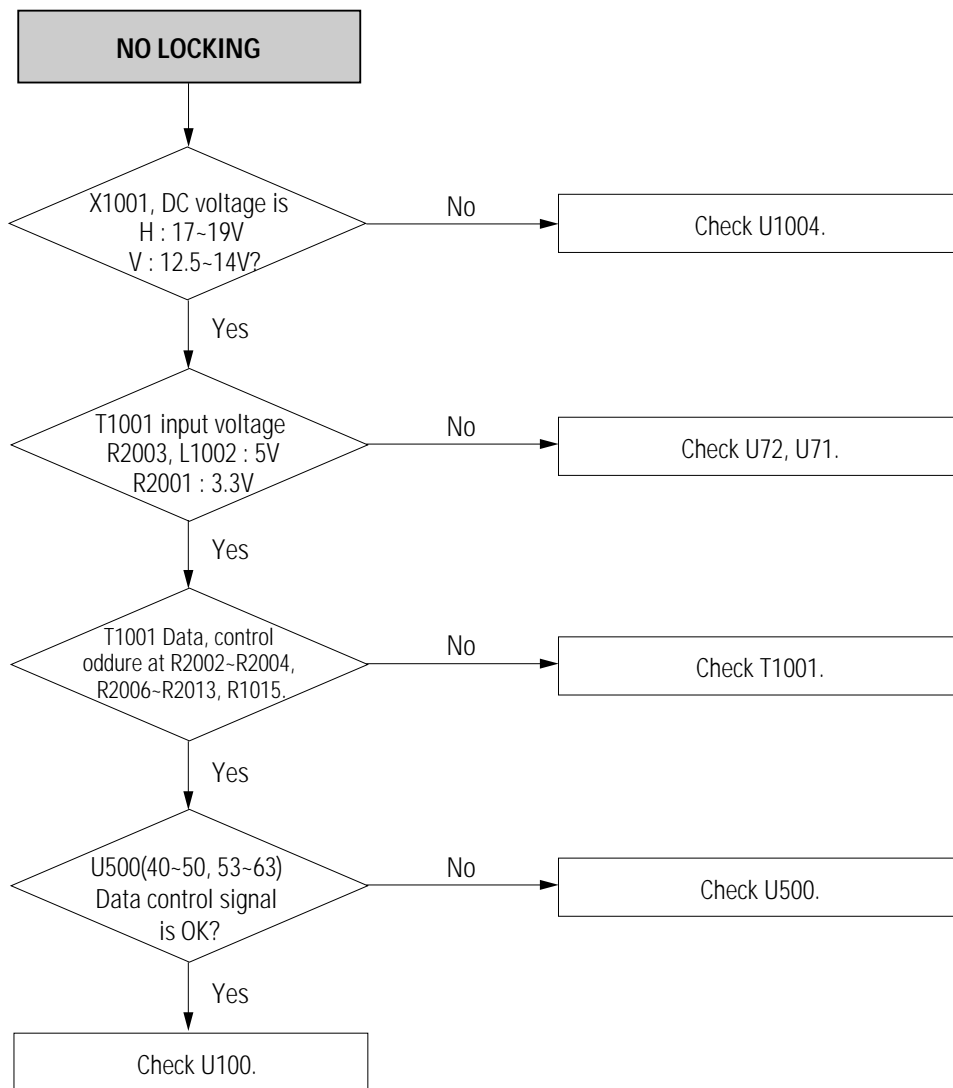 NO LOCKING
X1001, DC voltage is
H : 17~19V
V : 12.5~14V?
No
Check U1004.
Yes
T1001 input voltage
R2003, L1002 : 5V
R2001 : 3.3V
No
Check U72, U71.
Yes
T1001 Data, control
oddure at R2002~R2004,
R2006~R2013, R1015.
No
Check T1001.
Yes
U500(40~50, 53~63)
Data control signal
is OK?
No
Check U500.
Yes
Check U100.